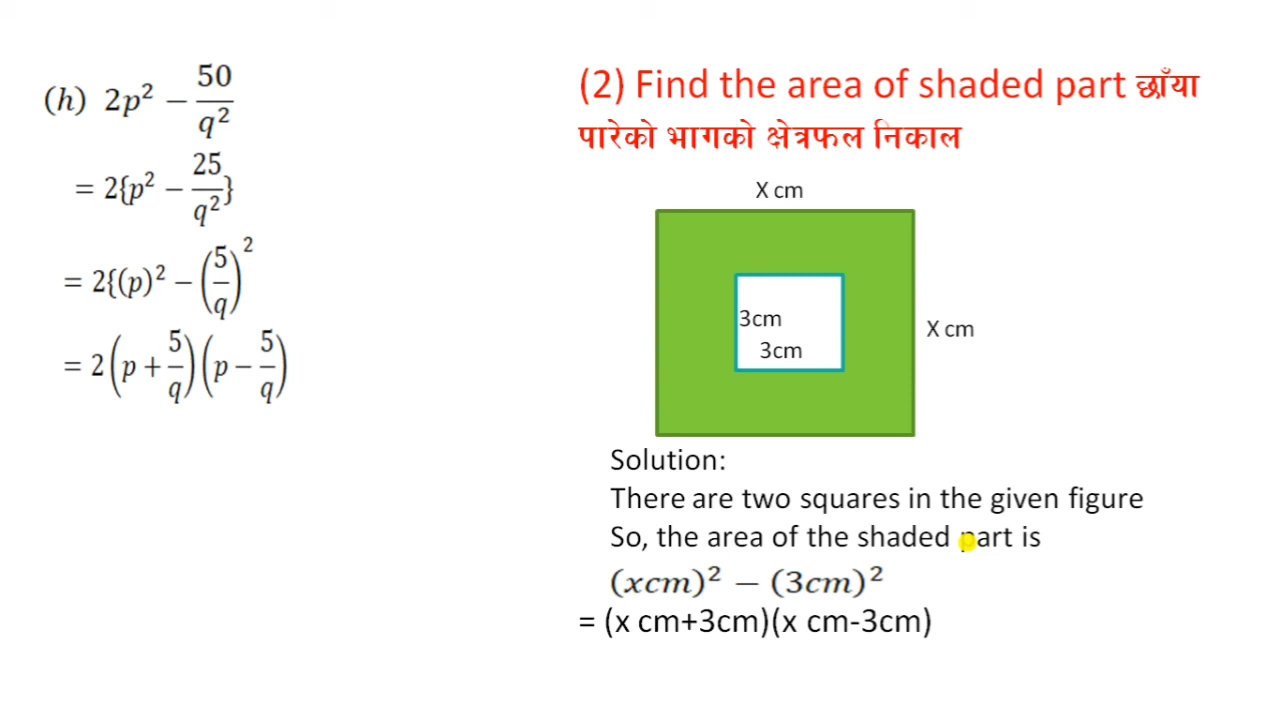 (h) 2p² − 50/q²
= 2{p² − 25/q²}
= 2{(p)² − (5/q)²
= 2(p + 5/q)(p − 5/q)
(2) Find the area of shaded part छाँया
पारेको भागको क्षेत्रफल निकाल
X cm
3cm
3cm
X cm
Solution:
There are two squares in the given figure
So, the area of the shaded part is
(xcm)² − (3cm)²
= (x cm+3cm)(x cm-3cm)